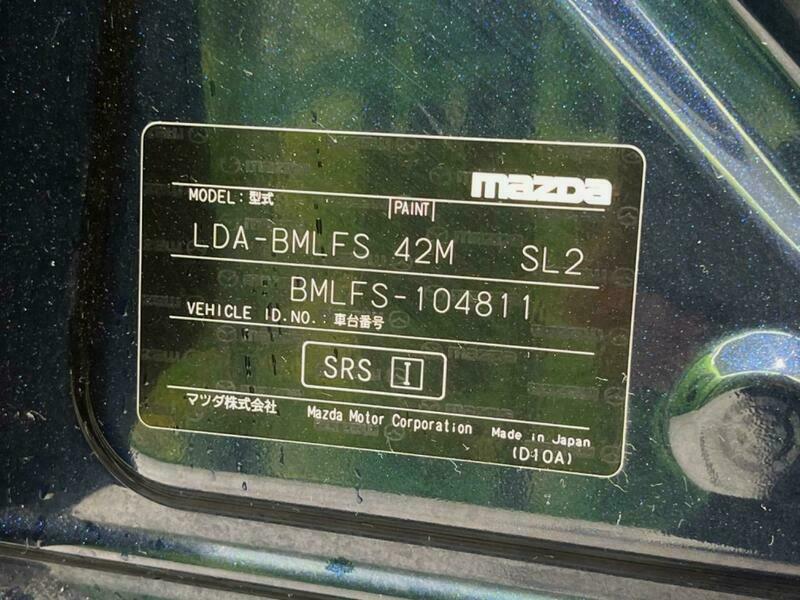 mazda
MODEL : 型式 PAINT
LDA-BMLFS 42M SL2
BMLFS-104811
VEHICLE ID.NO. : 車台番号
SRS I
マツダ株式会社 Mazda Motor Corporation Made in Japan
(D10A)